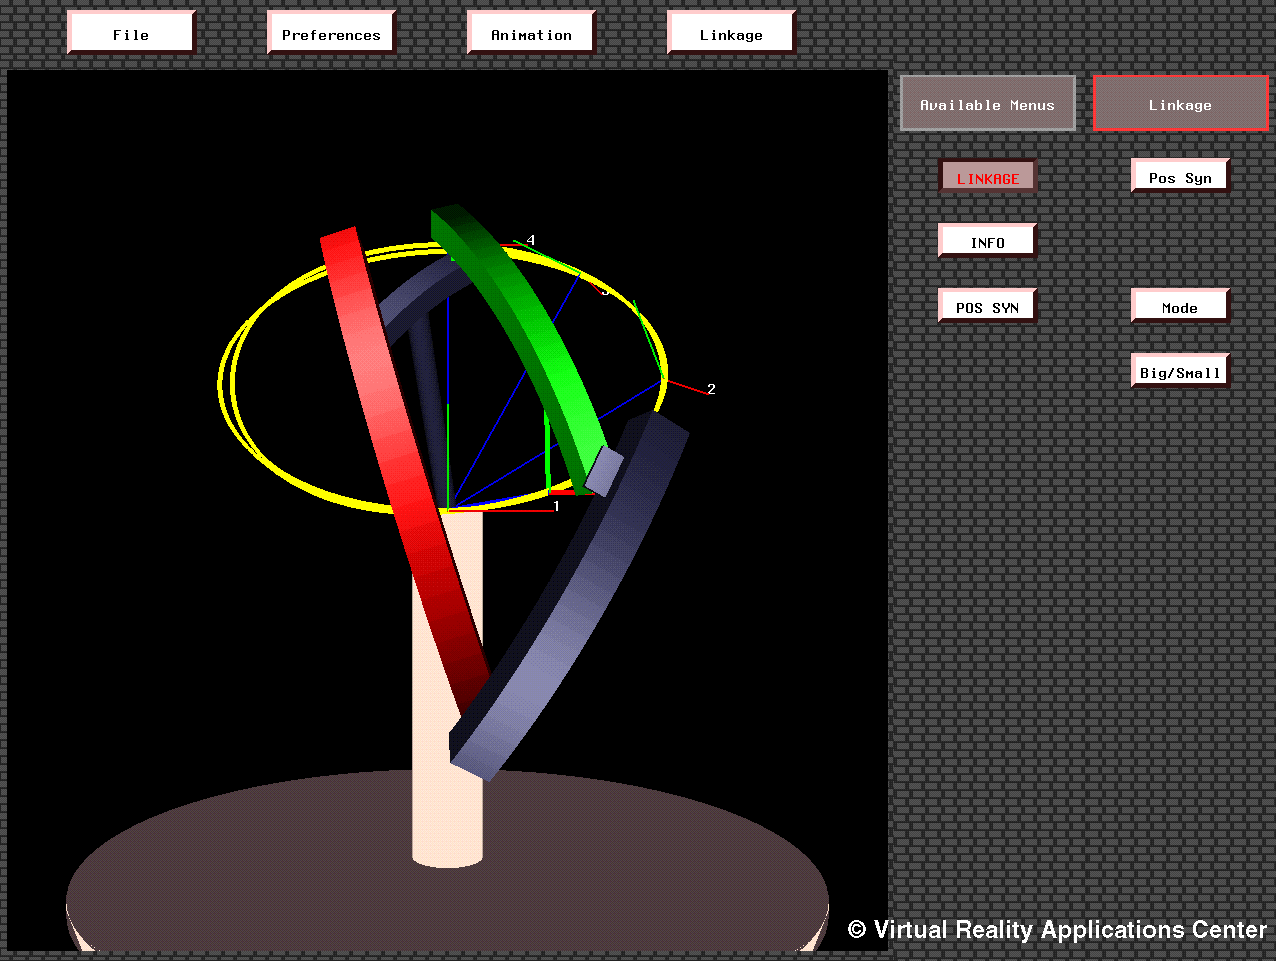 File
Preferences
Animation
Linkage
Available Menus
Linkage
LINKAGE
Pos Syn
INFO
POS SYN
Mode
Big/Small
4
3
2
1
© Virtual Reality Applications Center